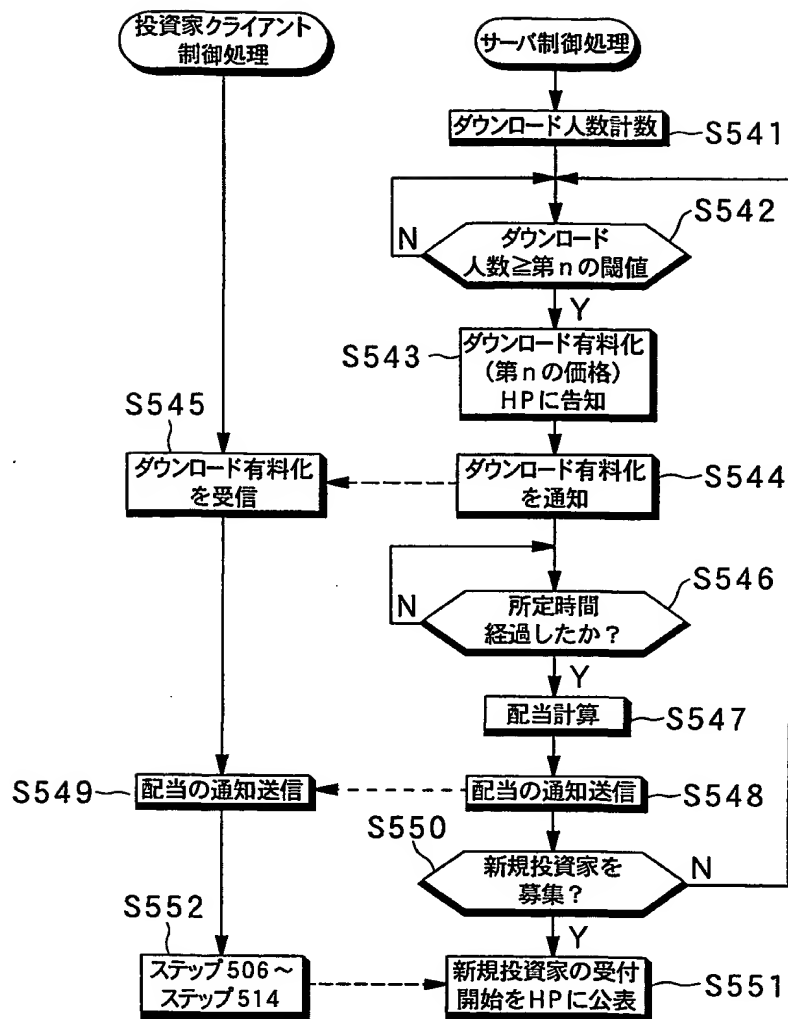 投資家クライアント
制御処理
サーバ制御処理
ダウンロード人数計数
S541
S542
ダウンロード
人数≧第nの閾値
N
Y
S543
ダウンロード有料化
(第nの価格)
HPに告知
S545
ダウンロード有料化
を受信
ダウンロード有料化
を通知
S544
S546
所定時間
経過したか?
N
Y
配当計算
S547
S549
配当の通知送信
配当の通知送信
S548
S550
新規投資家を
募集?
N
Y
S552
ステップ506~
ステップ514
新規投資家の受付
開始をHPに公表
S551